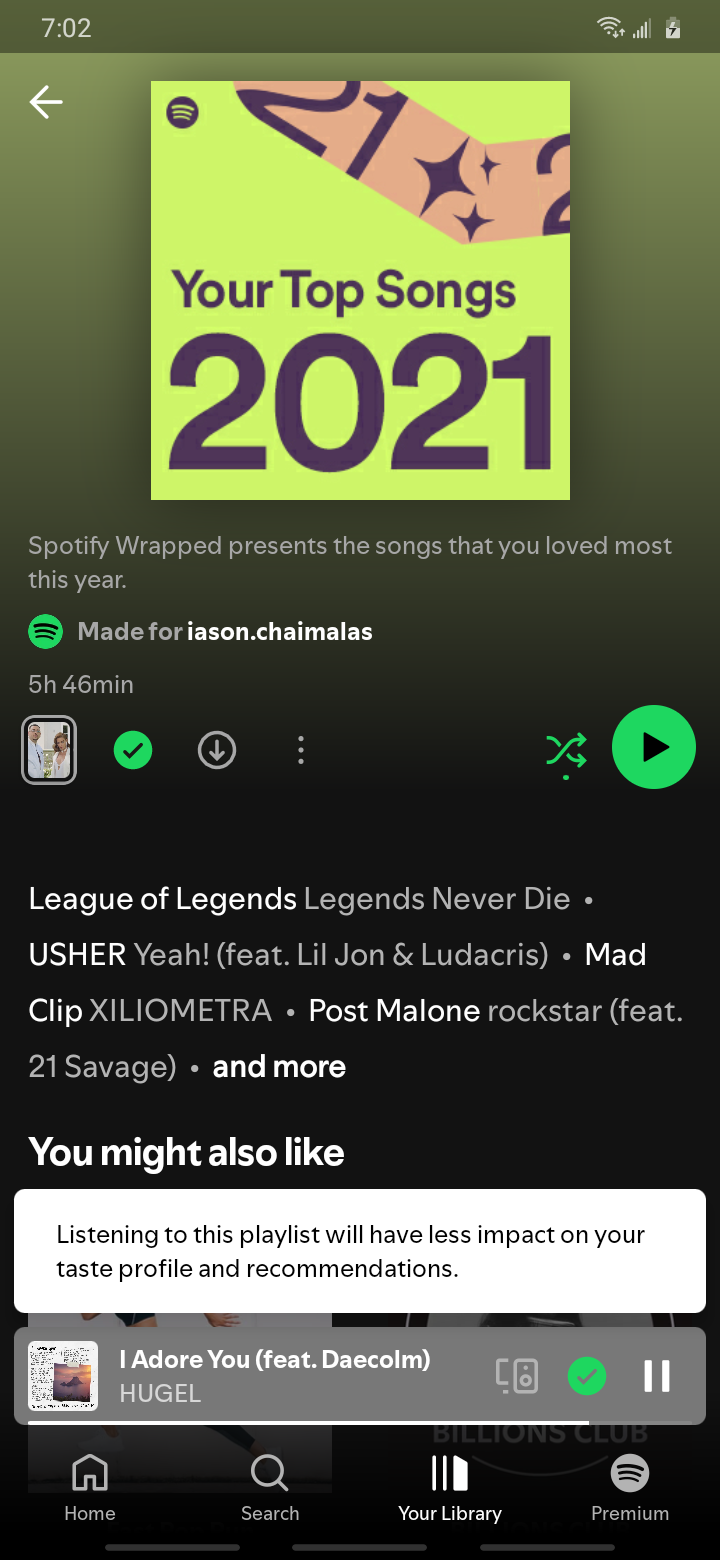 7:02
21 2
Your Top Songs
2021
Spotify Wrapped presents the songs that you loved most
this year.
Made for iason.chaimalas
5h 46min
League of Legends Legends Never Die •
USHER Yeah! (feat. Lil Jon & Ludacris) • Mad
Clip XILIOMETRA • Post Malone rockstar (feat.
21 Savage) • and more
You might also like
Listening to this playlist will have less impact on your
taste profile and recommendations.
I Adore You (feat. Daecolm)
HUGEL
BILLIONS CLUB
Home Search Your Library Premium